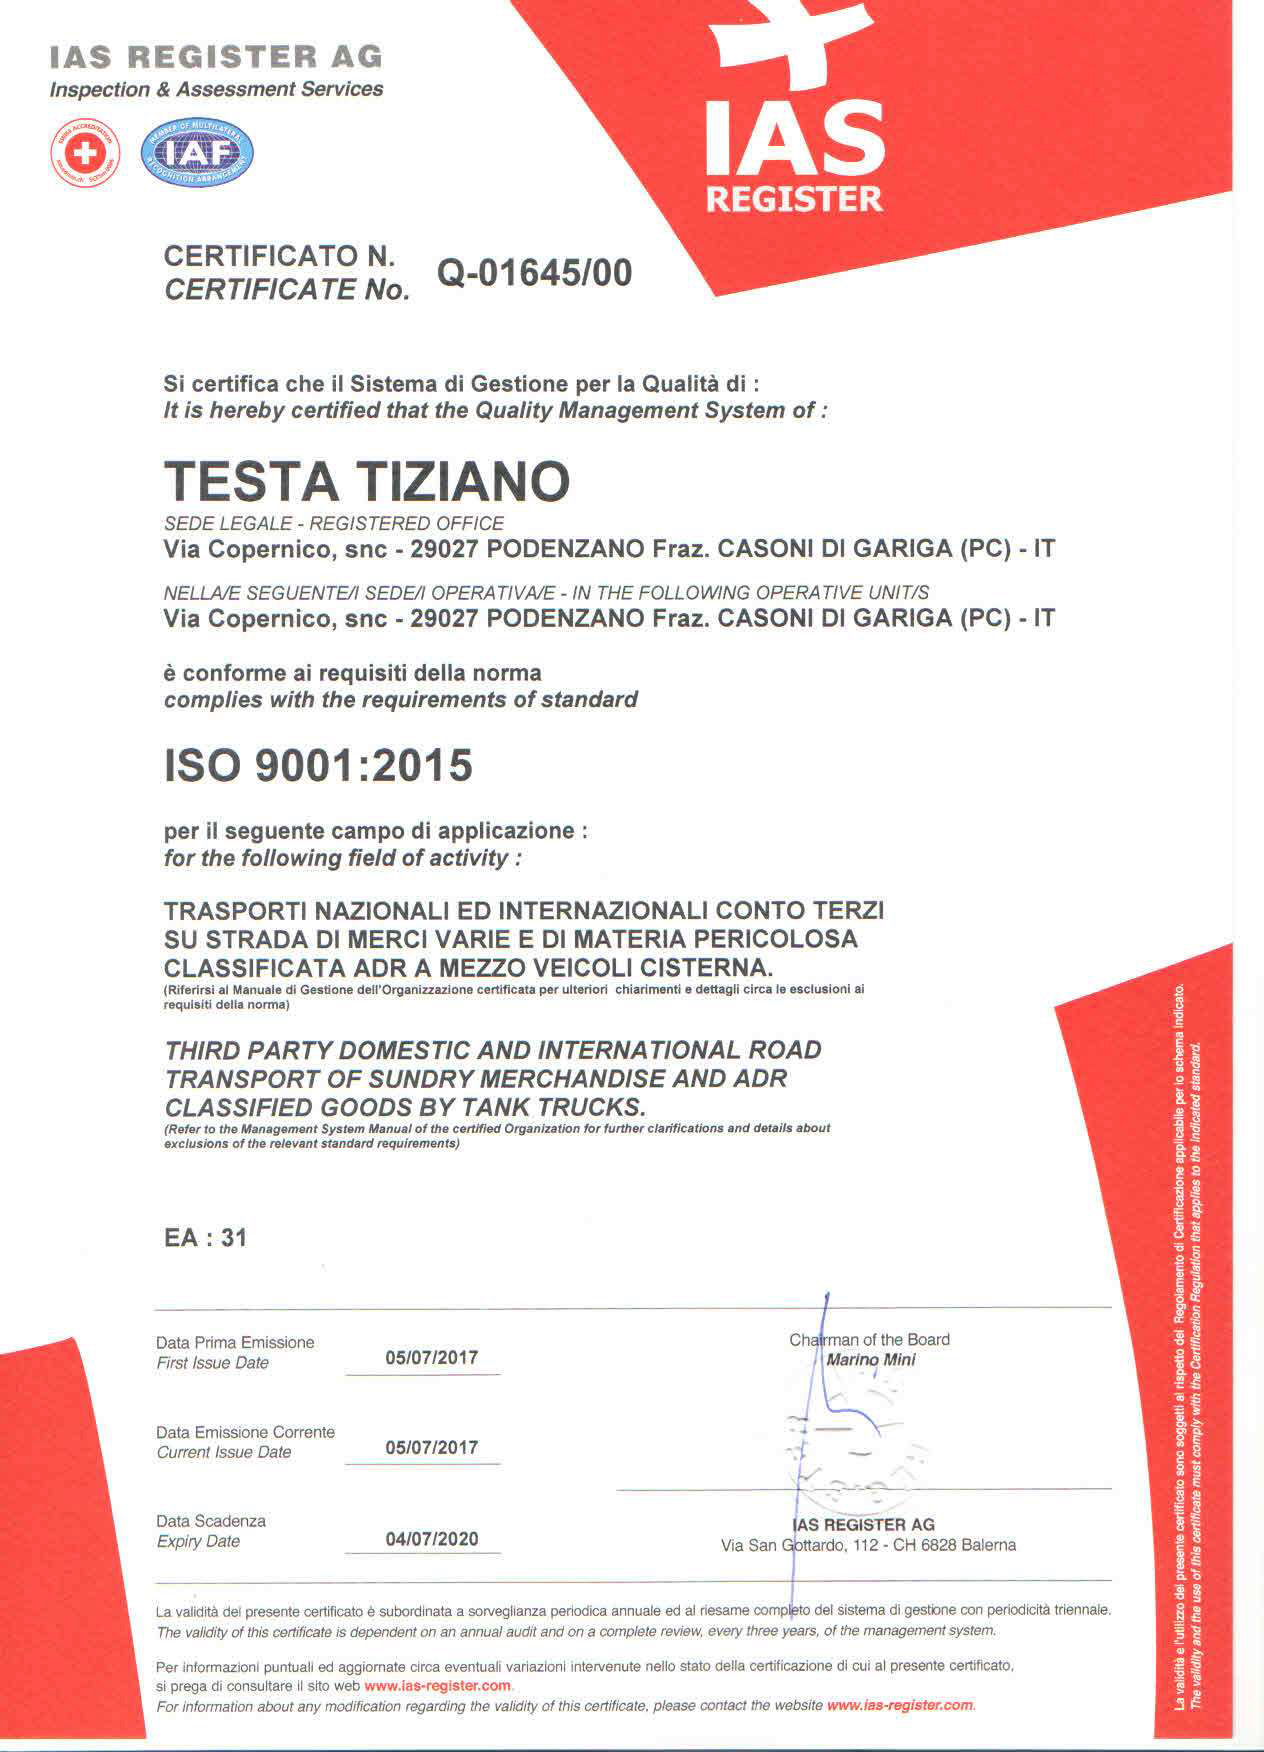 IAS REGISTER AG
Inspection & Assessment Services
MEMBER OF MULTILATERAL
IAF
RECOGNITION ARRANGEMENT
IAS
REGISTER
CERTIFICATO N.
CERTIFICATE No.
Q-01645/00
Si certifica che il Sistema di Gestione per la Qualità di :
It is hereby certified that the Quality Management System of :
TESTA TIZIANO
SEDE LEGALE - REGISTERED OFFICE
Via Copernico, snc - 29027 PODENZANO Fraz. CASONI DI GARIGA (PC) - IT
NELLA/E SEGUENTE/I SEDE/I OPERATIVA/E - IN THE FOLLOWING OPERATIVE UNIT/S
Via Copernico, snc - 29027 PODENZANO Fraz. CASONI DI GARIGA (PC) - IT
è conforme ai requisiti della norma
complies with the requirements of standard
ISO 9001:2015
per il seguente campo di applicazione :
for the following field of activity :
TRASPORTI NAZIONALI ED INTERNAZIONALI CONTO TERZI
SU STRADA DI MERCI VARIE E DI MATERIA PERICOLOSA
CLASSIFICATA ADR A MEZZO VEICOLI CISTERNA.
(Riferirsi al Manuale di Gestione dell'Organizzazione certificata per ulteriori chiarimenti e dettagli circa le esclusioni ai
requisiti della norma)
THIRD PARTY DOMESTIC AND INTERNATIONAL ROAD
TRANSPORT OF SUNDRY MERCHANDISE AND ADR
CLASSIFIED GOODS BY TANK TRUCKS.
(Refer to the Management System Manual of the certified Organization for further clarifications and details about
exclusions of the relevant standard requirements)
EA : 31
Data Prima Emissione
First Issue Date
05/07/2017
Chairman of the Board
Marino Mini
Data Emissione Corrente
Current Issue Date
05/07/2017
Data Scadenza
Expiry Date
04/07/2020
IAS REGISTER AG
Via San Gottardo, 112 - CH 6828 Balerna
La validità del presente certificato è subordinata a sorveglianza periodica annuale ed al riesame completo del sistema di gestione con periodicità triennale.
The validity of this certificate is dependent on an annual audit and on a complete review, every three years, of the management system.
Per informazioni puntuali ed aggiornate circa eventuali variazioni intervenute nello stato della certificazione di cui al presente certificato,
si prega di consultare il sito web www.ias-register.com.
For information about any modification regarding the validity of this certificate, please contact the website www.ias-register.com.
La validità e l'utilizzo del presente certificato sono soggetti al rispetto del Regolamento di Certificazione applicabile per lo schema indicato.
The validity and the use of this certificate must comply with the Certification Regulation that applies to the indicated standard.